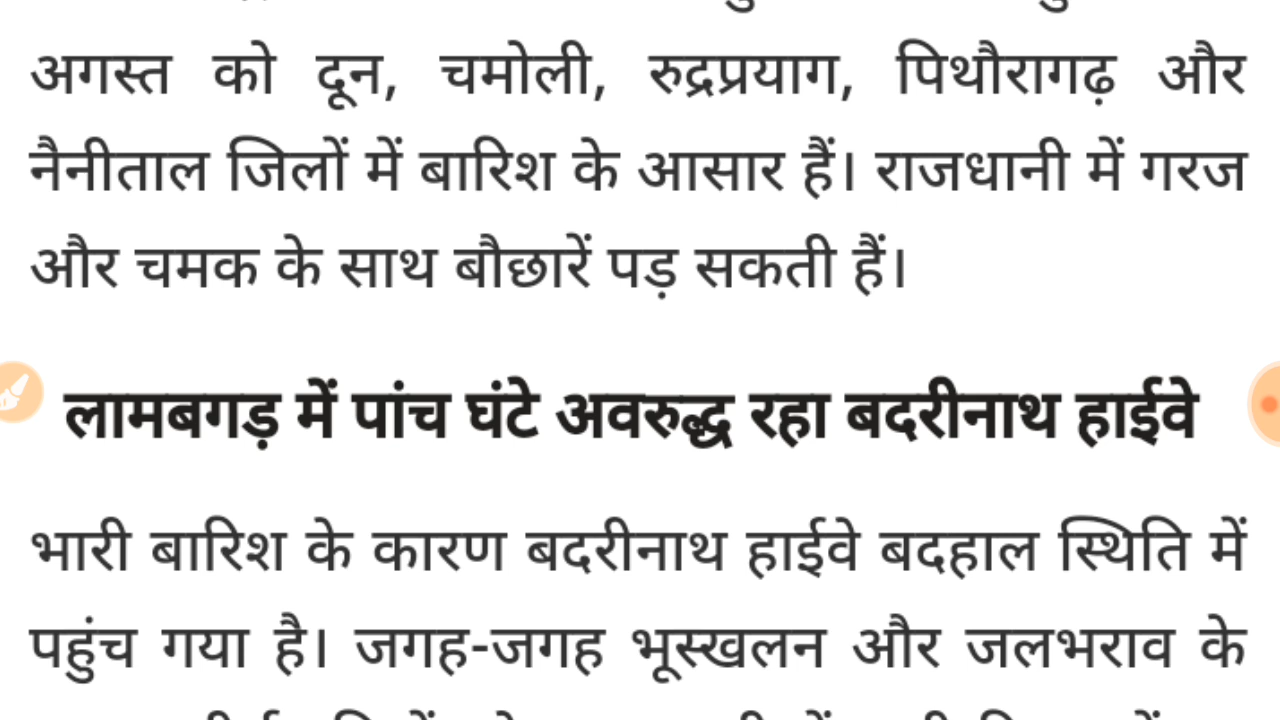 अगस्त को दून, चमोली, रुद्रप्रयाग, पिथौरागढ़ और
नैनीताल जिलों में बारिश के आसार हैं। राजधानी में गरज
और चमक के साथ बौछारें पड़ सकती हैं।
लामबगड़ में पांच घंटे अवरुद्ध रहा बदरीनाथ हाईवे
भारी बारिश के कारण बदरीनाथ हाईवे बदहाल स्थिति में
पहुंच गया है। जगह-जगह भूस्खलन और जलभराव के